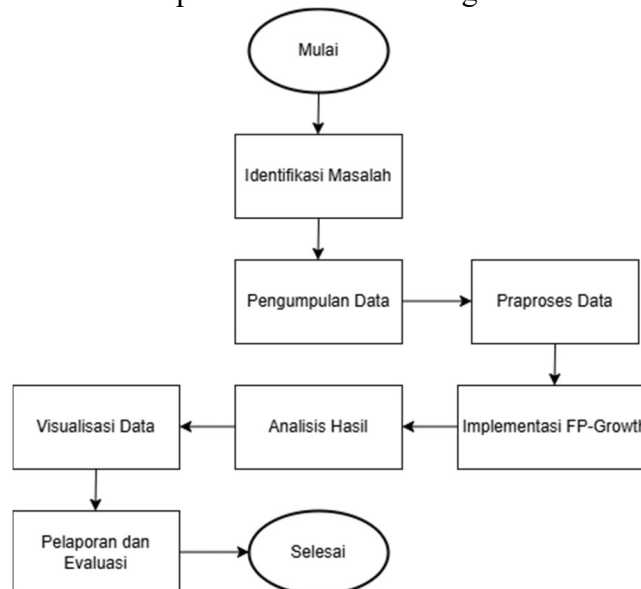 Mulai
Identifikasi Masalah
Pengumpulan Data
Praproses Data
Implementasi FP-Growth
Analisis Hasil
Visualisasi Data
Pelaporan dan
Evaluasi
Selesai